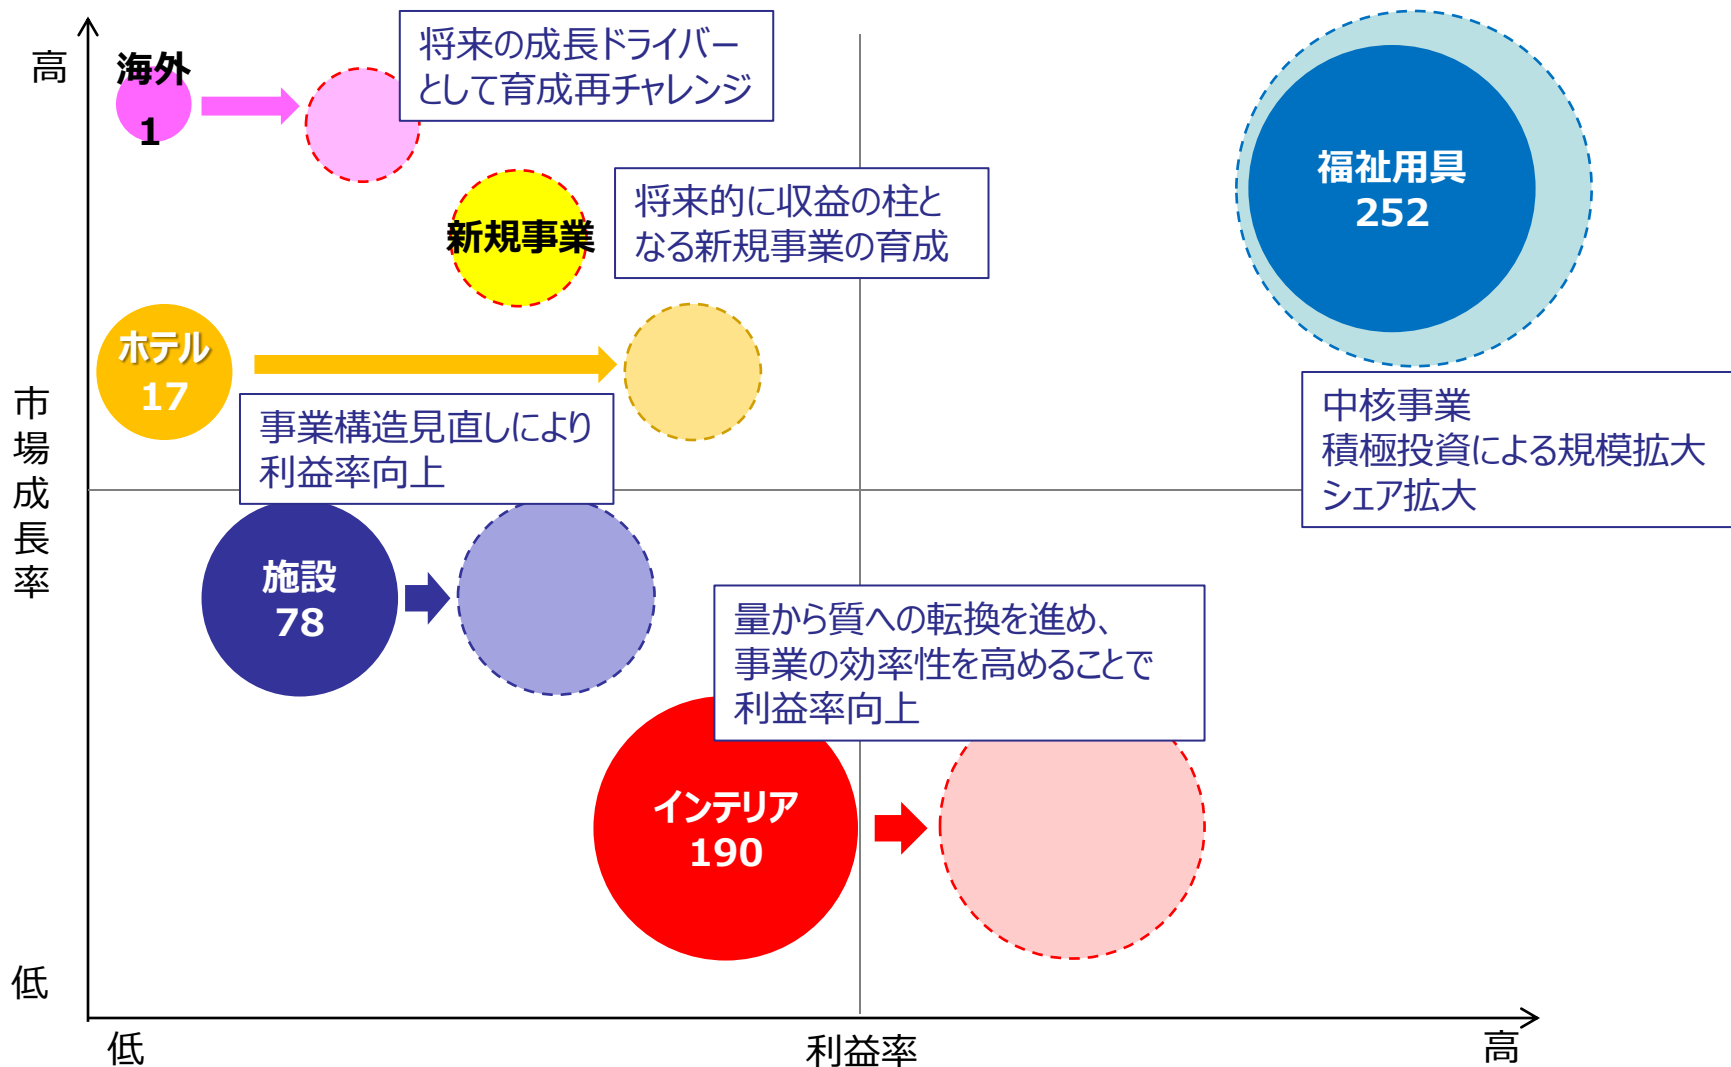 高
海外
1
将来の成長ドライバー
として育成再チャレンジ
福祉用具
252
新規事業
将来的に収益の柱と
なる新規事業の育成
ホテル
17
事業構造見直しにより
利益率向上
中核事業
積極投資による規模拡大
シェア拡大
市場成長率
施設
78
量から質への転換を進め、
事業の効率性を高めることで
利益率向上
インテリア
190
低
低
利益率
高